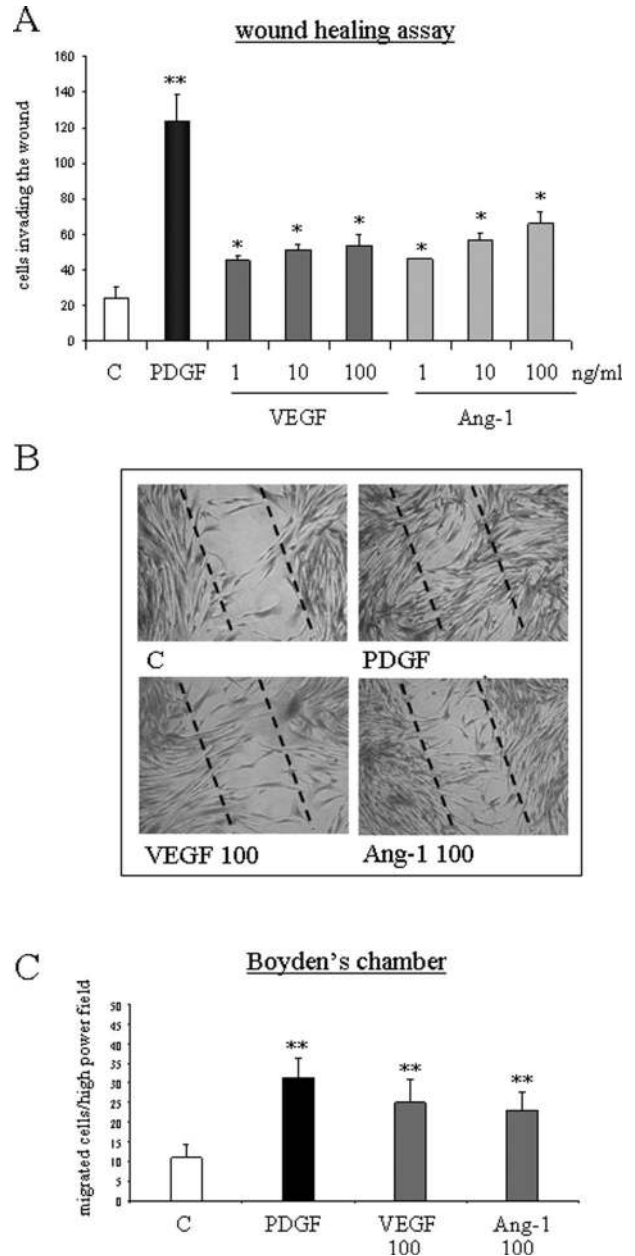 A
wound healing assay
cells invading the wound
160
140
120
100
80
60
40
20
0
**
*
*
*
*
*
*
C PDGF 1 10 100 1 10 100 ng/ml
VEGF Ang-1
B
C PDGF
VEGF 100 Ang-1 100
C
Boyden's chamber
migrated cells/high power field
50
45
40
35
30
25
20
15
10
5
0
**
**
**
C PDGF VEGF Ang-1
100 100